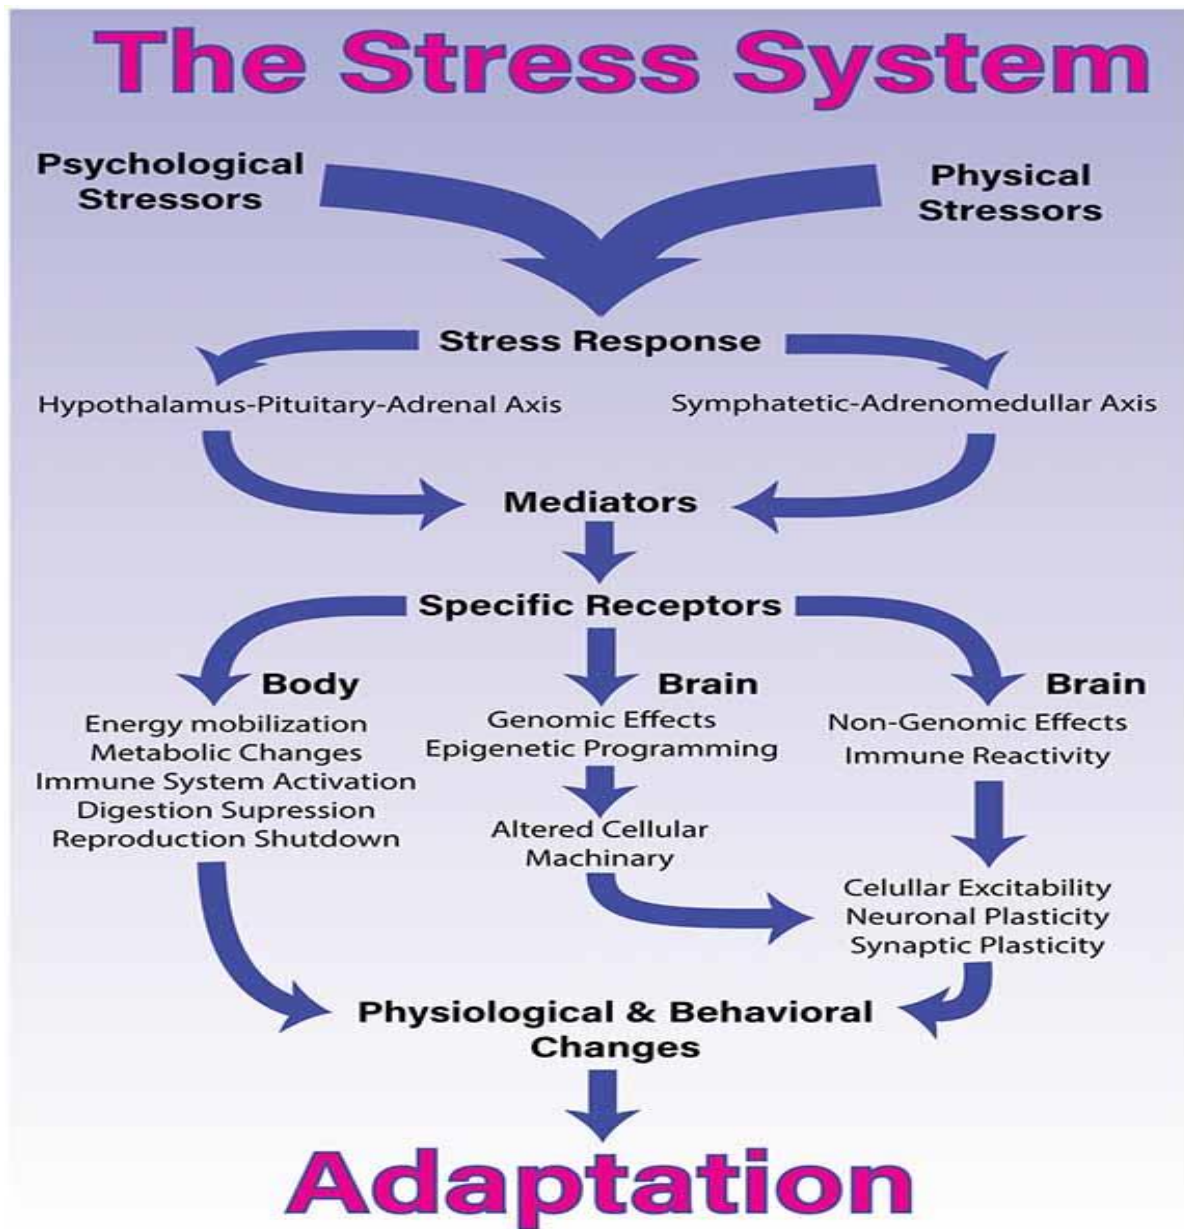 The Stress System
Psychological
Stressors
Physical
Stressors
Stress Response
Hypothalamus-Pituitary-Adrenal Axis
Symphatetic-Adrenomedullar Axis
Mediators
Specific Receptors
Body
Energy mobilization
Metabolic Changes
Immune System Activation
Digestion Supression
Reproduction Shutdown
Brain
Genomic Effects
Epigenetic Programming
Altered Cellular
Machinary
Brain
Non-Genomic Effects
Immune Reactivity
Celullar Excitability
Neuronal Plasticity
Synaptic Plasticity
Physiological & Behavioral
Changes
Adaptation